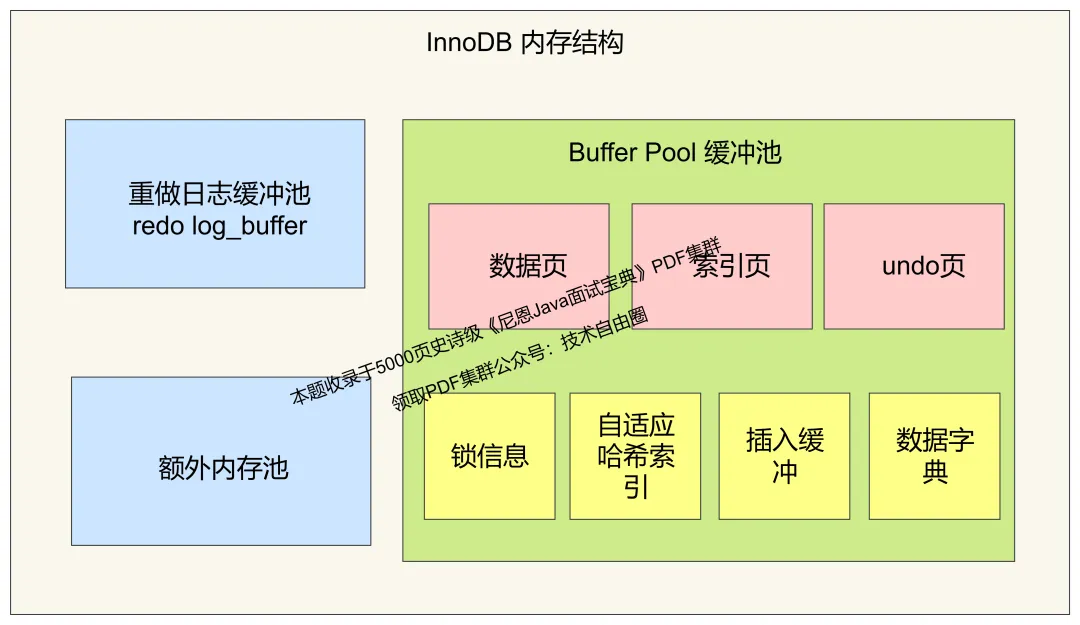 InnoDB 内存结构
重做日志缓冲池
redo log_buffer
额外内存池
Buffer Pool 缓冲池
数据页
索引页
undo页
锁信息
自适应
哈希索
引
插入缓
冲
数据字
典
本题收录于5000页史诗级《尼恩Java面试宝典》PDF集群
领取PDF集群公众号：技术自由圈